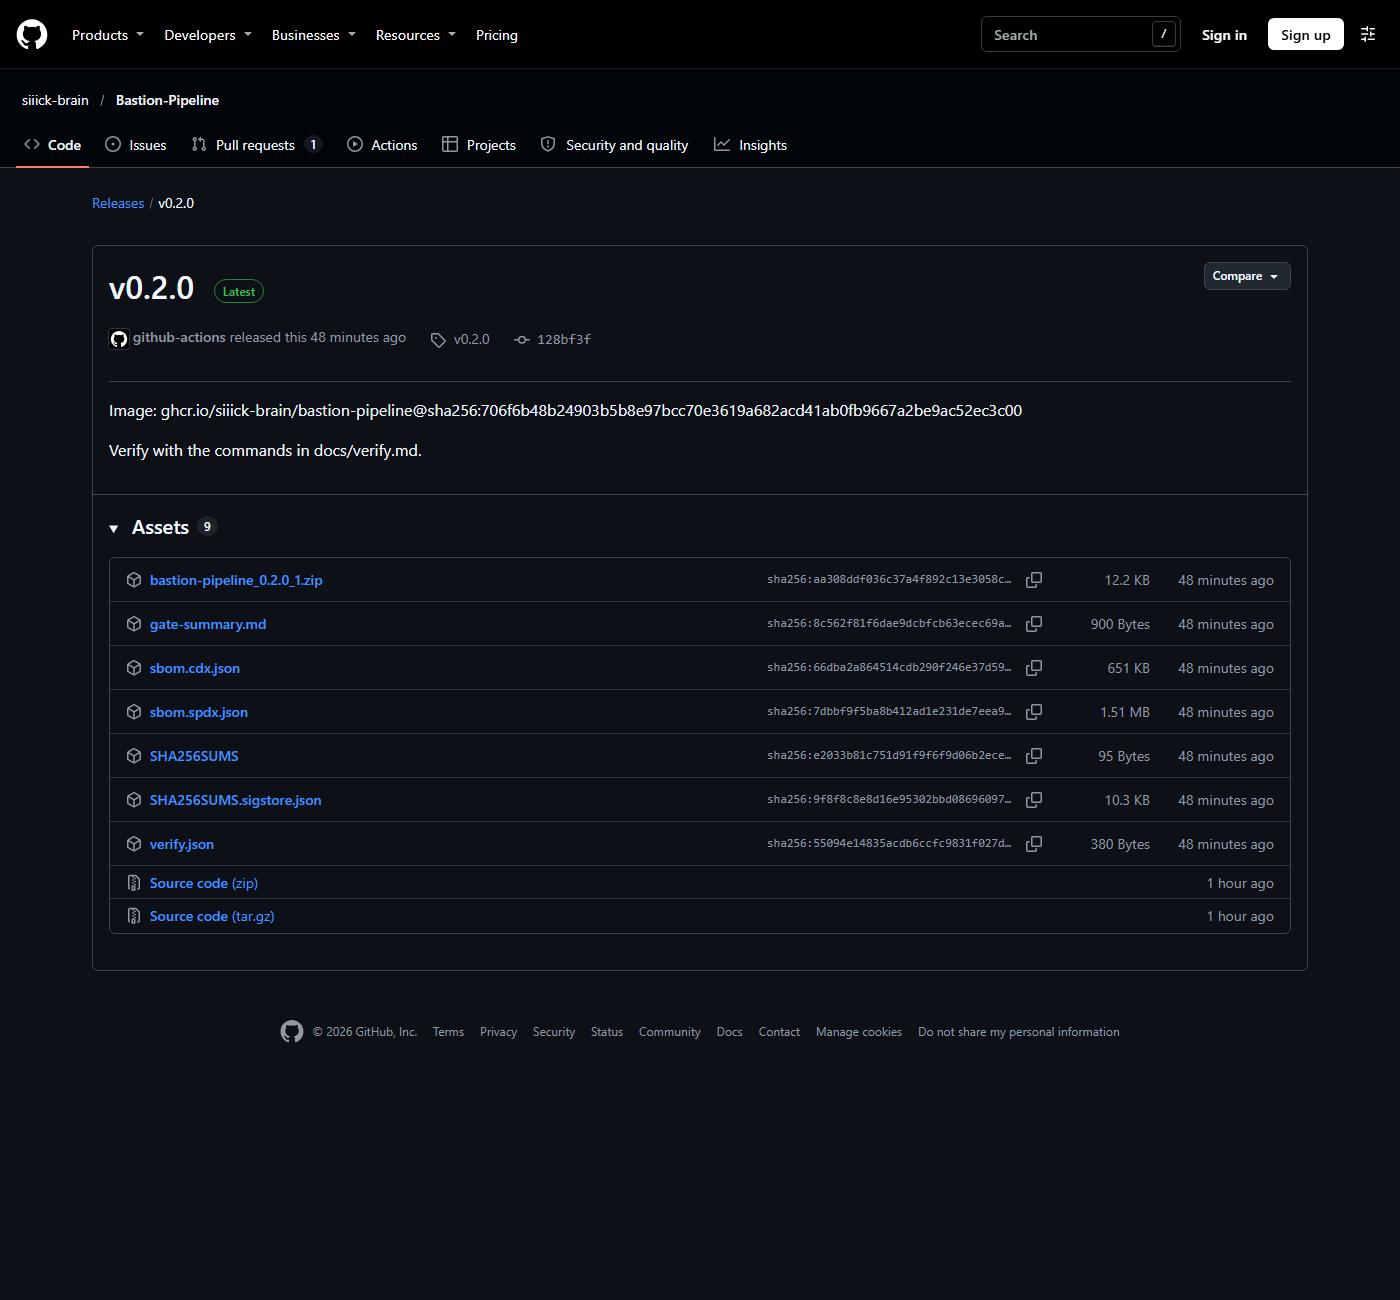 Products Developers Businesses Resources Pricing Search / Sign in Sign up
siiick-brain / Bastion-Pipeline
Code Issues Pull requests 1 Actions Projects Security and quality Insights
Releases / v0.2.0
v0.2.0 Latest Compare
github-actions released this 48 minutes ago v0.2.0 128bf3f
Image: ghcr.io/siiick-brain/bastion-pipeline@sha256:706f6b48b24903b5b8e97bcc70e3619a682acd41ab0fb9667a2be9ac52ec3c00
Verify with the commands in docs/verify.md.
Assets 9
bastion-pipeline_0.2.0_1.zip sha256:aa308ddf036c37a4f892c13e3058c… 12.2 KB 48 minutes ago
gate-summary.md sha256:8c562f81f6dae9dcbfcb63ecec69a… 900 Bytes 48 minutes ago
sbom.cdx.json sha256:66dba2a864514cdb290f246e37d59… 651 KB 48 minutes ago
sbom.spdx.json sha256:7dbbf9f5ba8b412ad1e231de7eea9… 1.51 MB 48 minutes ago
SHA256SUMS sha256:e2033b81c751d91f9f6f9d06b2ece… 95 Bytes 48 minutes ago
SHA256SUMS.sigstore.json sha256:9f8f8c8e8d16e95302bbd08696097… 10.3 KB 48 minutes ago
verify.json sha256:55094e14835acdb6ccfc9831f027d… 380 Bytes 48 minutes ago
Source code (zip) 1 hour ago
Source code (tar.gz) 1 hour ago
© 2026 GitHub, Inc. Terms Privacy Security Status Community Docs Contact Manage cookies Do not share my personal information